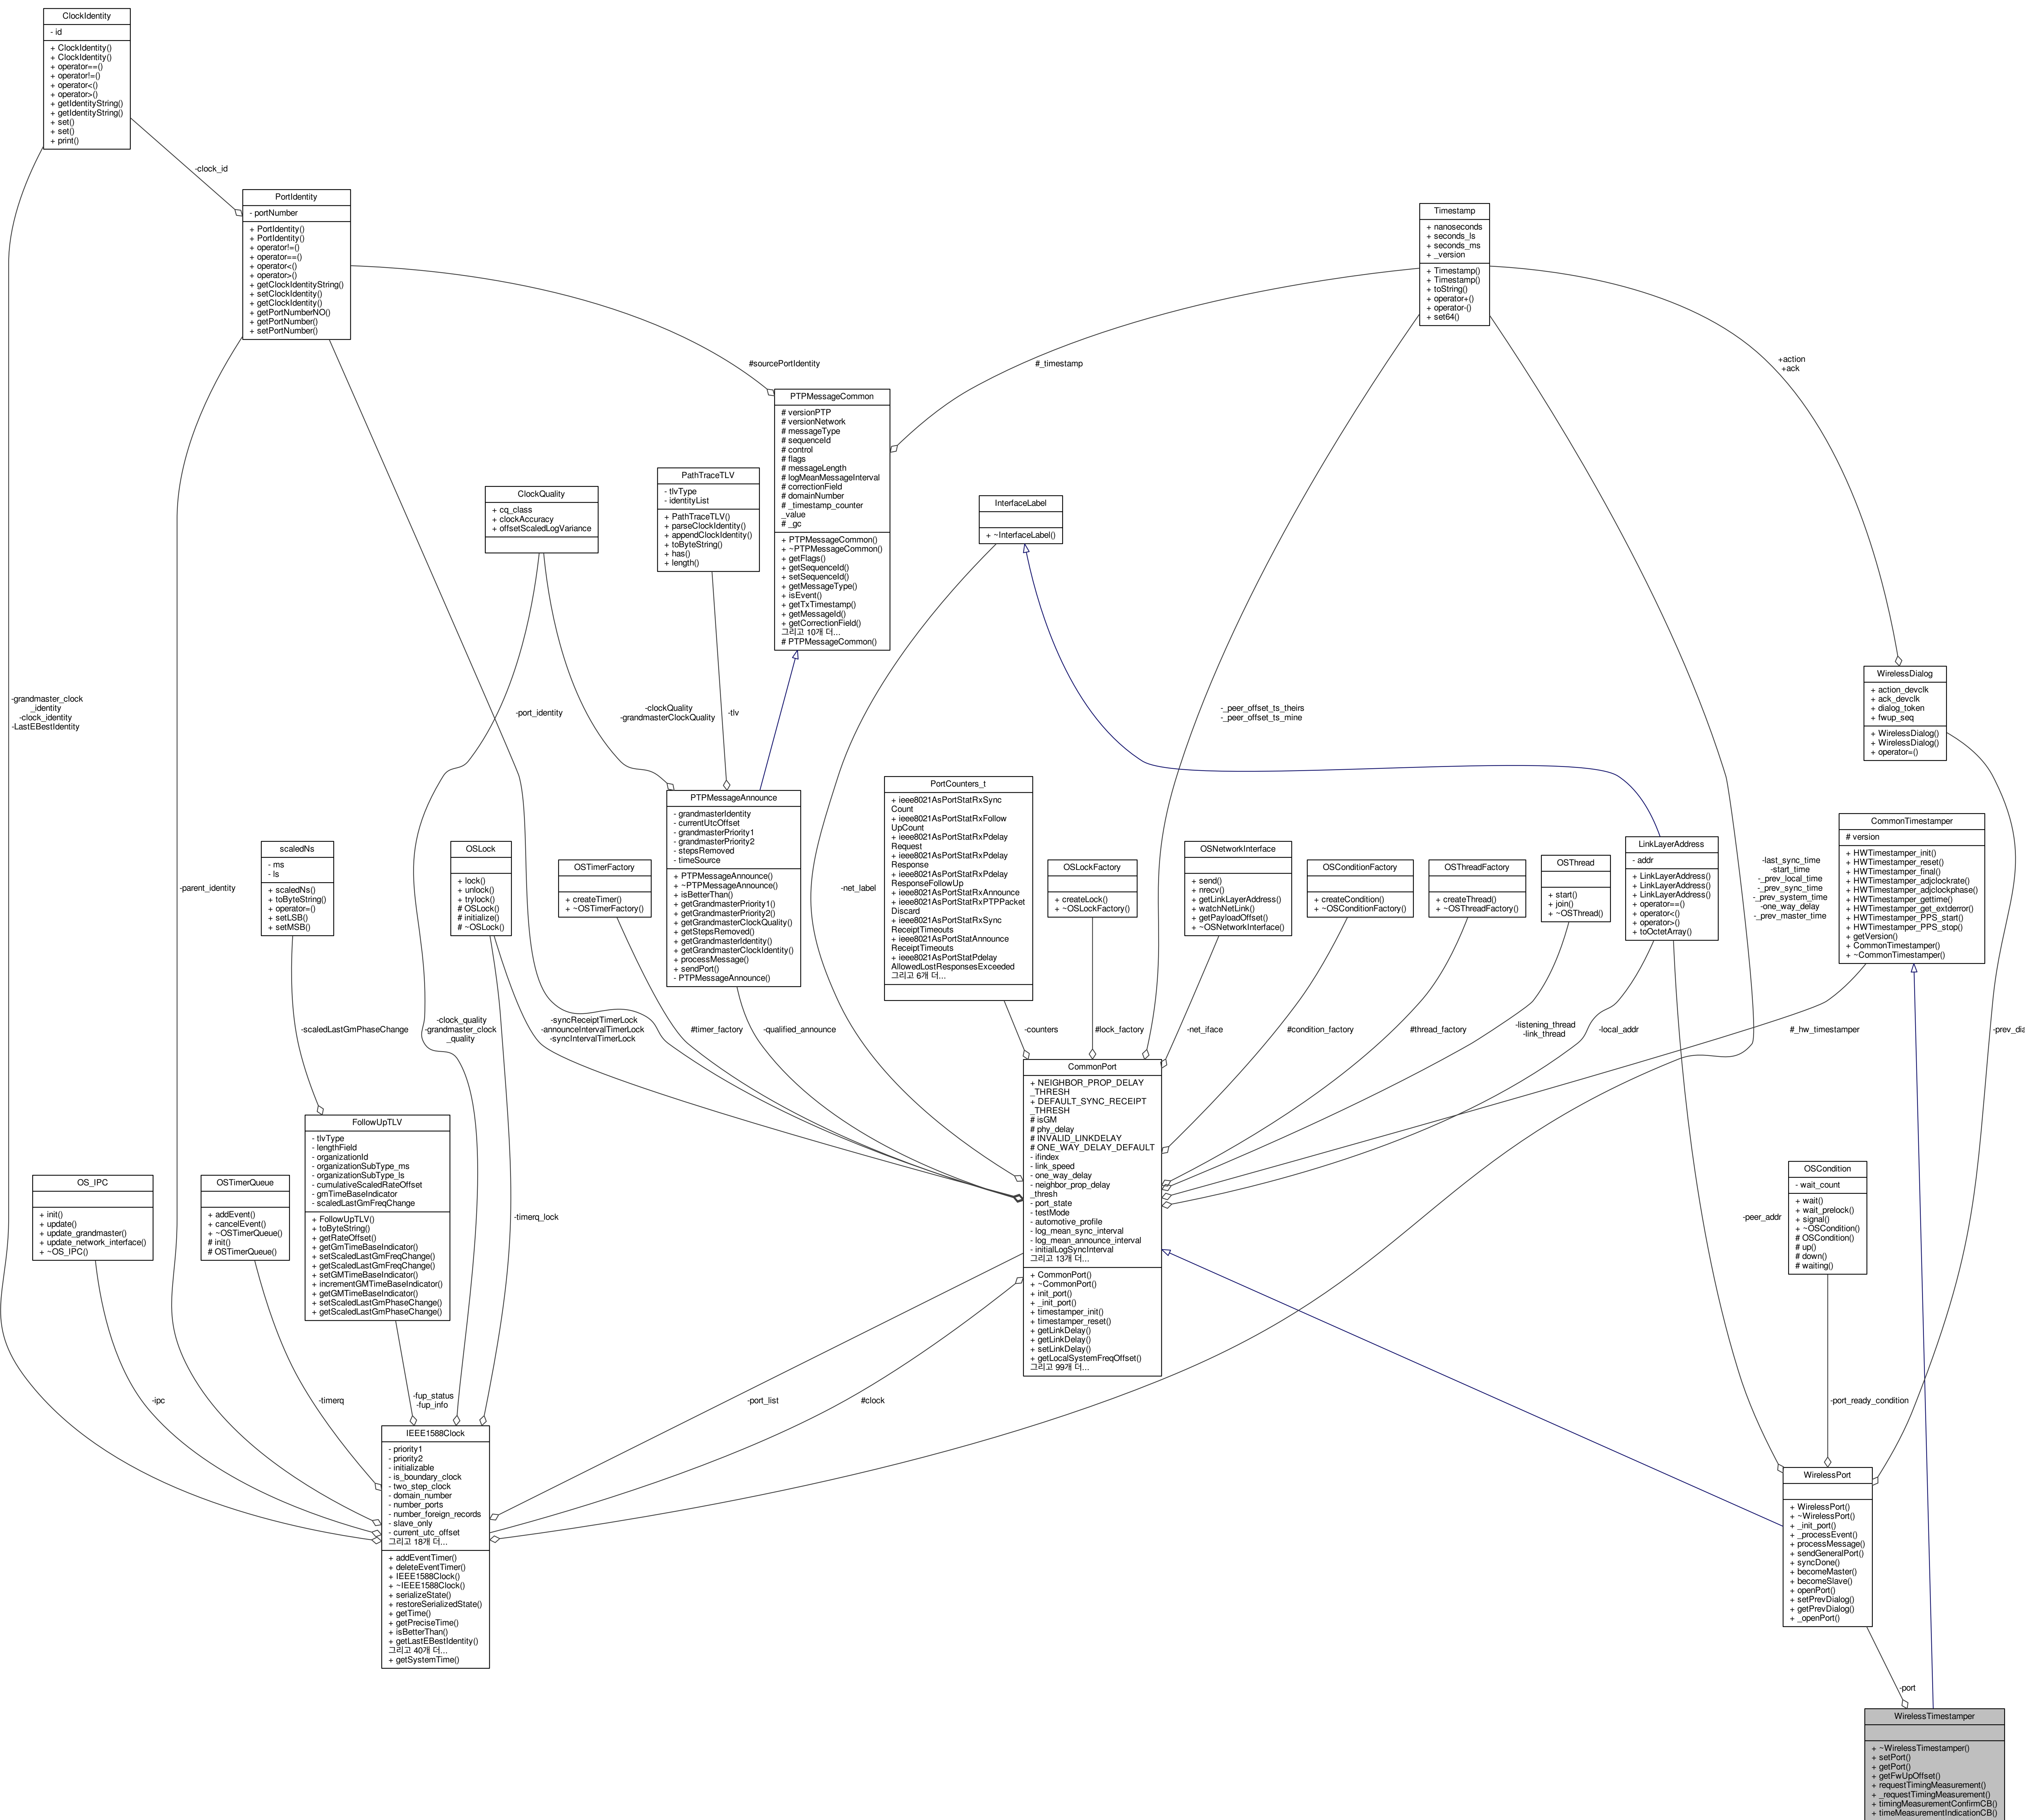 ClockIdentity
- id
+ ClockIdentity()
+ ClockIdentity()
+ operator==()
+ operator!=()
+ operator<()
+ operator>()
+ getIdentityString()
+ getIdentityString()
+ set()
+ set()
+ print()
-clock_id
PortIdentity
- portNumber
+ PortIdentity()
+ PortIdentity()
+ operator!=()
+ operator==()
+ operator<()
+ operator>()
+ getClockIdentityString()
+ setClockIdentity()
+ getClockIdentity()
+ getPortNumberNO()
+ getPortNumber()
+ setPortNumber()
Timestamp
+ nanoseconds
+ seconds_ls
+ seconds_ms
+ _version
+ Timestamp()
+ Timestamp()
+ toString()
+ operator+()
+ operator-()
+ set64()
#sourcePortIdentity
#_timestamp
+action
+ack
PTPMessageCommon
# versionPTP
# versionNetwork
# messageType
# sequenceId
# control
# flags
# messageLength
# logMeanMessageInterval
# correctionField
# domainNumber
# _timestamp_counter
_value
# _gc
+ PTPMessageCommon()
+ ~PTPMessageCommon()
+ getFlags()
+ getSequenceId()
+ setSequenceId()
+ getMessageType()
+ isEvent()
+ getTxTimestamp()
+ getMessageId()
+ getCorrectionField()
그리고 10개 더...
# PTPMessageCommon()
PathTraceTLV
- tlvType
- identityList
+ PathTraceTLV()
+ parseClockIdentity()
+ appendClockIdentity()
+ toByteString()
+ has()
+ length()
ClockQuality
+ cq_class
+ clockAccuracy
+ offsetScaledLogVariance
InterfaceLabel
+ ~InterfaceLabel()
WirelessDialog
+ action_devclk
+ ack_devclk
+ dialog_token
+ fwup_seq
+ WirelessDialog()
+ WirelessDialog()
+ operator=()
-grandmaster_clock
_identity
-clock_identity
-LastEBestIdentity
-port_identity
-clockQuality
-grandmasterClockQuality
-tlv
-_peer_offset_ts_theirs
-_peer_offset_ts_mine
PTPMessageAnnounce
- grandmasterIdentity
- currentUtcOffset
- grandmasterPriority1
- grandmasterPriority2
- stepsRemoved
- timeSource
+ PTPMessageAnnounce()
+ ~PTPMessageAnnounce()
+ isBetterThan()
+ getGrandmasterPriority1()
+ getGrandmasterPriority2()
+ getGrandmasterClockQuality()
+ getStepsRemoved()
+ getGrandmasterIdentity()
+ getGrandmasterClockIdentity()
+ processMessage()
+ sendPort()
- PTPMessageAnnounce()
PortCounters_t
+ ieee8021AsPortStatRxSync
Count
+ ieee8021AsPortStatRxFollow
UpCount
+ ieee8021AsPortStatRxPdelay
Request
+ ieee8021AsPortStatRxPdelay
Response
+ ieee8021AsPortStatRxPdelay
ResponseFollowUp
+ ieee8021AsPortStatRxAnnounce
+ ieee8021AsPortStatRxPTPPacket
Discard
+ ieee8021AsPortStatRxSync
ReceiptTimeouts
+ ieee8021AsPortStatAnnounce
ReceiptTimeouts
+ ieee8021AsPortStatPdelay
AllowedLostResponsesExceeded
그리고 6개 더...
-parent_identity
scaledNs
- ms
- ls
+ scaledNs()
+ toByteString()
+ operator=()
+ setLSB()
+ setMSB()
OSLock
+ lock()
+ unlock()
+ trylock()
# OSLock()
# initialize()
# ~OSLock()
OSTimerFactory
+ createTimer()
+ ~OSTimerFactory()
-net_label
OSLockFactory
+ createLock()
+ ~OSLockFactory()
OSNetworkInterface
+ send()
+ nrecv()
+ getLinkLayerAddress()
+ watchNetLink()
+ getPayloadOffset()
+ ~OSNetworkInterface()
OSConditionFactory
+ createCondition()
+ ~OSConditionFactory()
OSThreadFactory
+ createThread()
+ ~OSThreadFactory()
OSThread
+ start()
+ join()
+ ~OSThread()
LinkLayerAddress
- addr
+ LinkLayerAddress()
+ LinkLayerAddress()
+ LinkLayerAddress()
+ operator==()
+ operator<()
+ operator>()
+ toOctetArray()
-last_sync_time
-start_time
-_prev_local_time
-_prev_sync_time
-_prev_system_time
-one_way_delay
-_prev_master_time
CommonTimestamper
# version
+ HWTimestamper_init()
+ HWTimestamper_reset()
+ HWTimestamper_final()
+ HWTimestamper_adjclockrate()
+ HWTimestamper_adjclockphase()
+ HWTimestamper_gettime()
+ HWTimestamper_get_extderror()
+ HWTimestamper_PPS_start()
+ HWTimestamper_PPS_stop()
+ getVersion()
+ CommonTimestamper()
+ ~CommonTimestamper()
-scaledLastGmPhaseChange
-clock_quality
-grandmaster_clock
_quality
-syncReceiptTimerLock
-announceIntervalTimerLock
-syncIntervalTimerLock
#timer_factory
-qualified_announce
-counters
#lock_factory
-net_iface
#condition_factory
#thread_factory
-listening_thread
-link_thread
-local_addr
#_hw_timestamper
-prev_dia
CommonPort
+ NEIGHBOR_PROP_DELAY
_THRESH
+ DEFAULT_SYNC_RECEIPT
_THRESH
# isGM
# phy_delay
# INVALID_LINKDELAY
# ONE_WAY_DELAY_DEFAULT
- ifindex
- link_speed
- one_way_delay
- neighbor_prop_delay
_thresh
- port_state
- testMode
- automotive_profile
- log_mean_sync_interval
- log_mean_announce_interval
- initialLogSyncInterval
그리고 13개 더...
+ CommonPort()
+ ~CommonPort()
+ init_port()
+ _init_port()
+ timestamper_init()
+ timestamper_reset()
+ getLinkDelay()
+ getLinkDelay()
+ setLinkDelay()
+ getLocalSystemFreqOffset()
그리고 99개 더...
FollowUpTLV
- tlvType
- lengthField
- organizationId
- organizationSubType_ms
- organizationSubType_ls
- cumulativeScaledRateOffset
- gmTimeBaseIndicator
- scaledLastGmFreqChange
+ FollowUpTLV()
+ toByteString()
+ getRateOffset()
+ getGmTimeBaseIndicator()
+ setScaledLastGmFreqChange()
+ getScaledLastGmFreqChange()
+ setGMTimeBaseIndicator()
+ incrementGMTimeBaseIndicator()
+ getGMTimeBaseIndicator()
+ setScaledLastGmPhaseChange()
+ getScaledLastGmPhaseChange()
OS_IPC
+ init()
+ update()
+ update_grandmaster()
+ update_network_interface()
+ ~OS_IPC()
OSTimerQueue
+ addEvent()
+ cancelEvent()
+ ~OSTimerQueue()
# init()
# OSTimerQueue()
-timerq_lock
-peer_addr
OSCondition
- wait_count
+ wait()
+ wait_prelock()
+ signal()
+ ~OSCondition()
# OSCondition()
# up()
# down()
# waiting()
-ipc
-timerq
-fup_status
-fup_info
-port_list
#clock
-port_ready_condition
IEEE1588Clock
- priority1
- priority2
- initializable
- is_boundary_clock
- two_step_clock
- domain_number
- number_ports
- number_foreign_records
- slave_only
- current_utc_offset
그리고 18개 더...
+ addEventTimer()
+ deleteEventTimer()
+ IEEE1588Clock()
+ ~IEEE1588Clock()
+ serializeState()
+ restoreSerializedState()
+ getTime()
+ getPreciseTime()
+ isBetterThan()
+ getLastEBestIdentity()
그리고 40개 더...
+ getSystemTime()
WirelessPort
+ WirelessPort()
+ ~WirelessPort()
+ _init_port()
+ _processEvent()
+ processMessage()
+ sendGeneralPort()
+ syncDone()
+ becomeMaster()
+ becomeSlave()
+ openPort()
+ setPrevDialog()
+ getPrevDialog()
+ _openPort()
-port
WirelessTimestamper
+ ~WirelessTimestamper()
+ setPort()
+ getPort()
+ getFwUpOffset()
+ requestTimingMeasurement()
+ _requestTimingMeasurement()
+ timingMeasurementConfirmCB()
+ timeMeasurementIndicationCB()